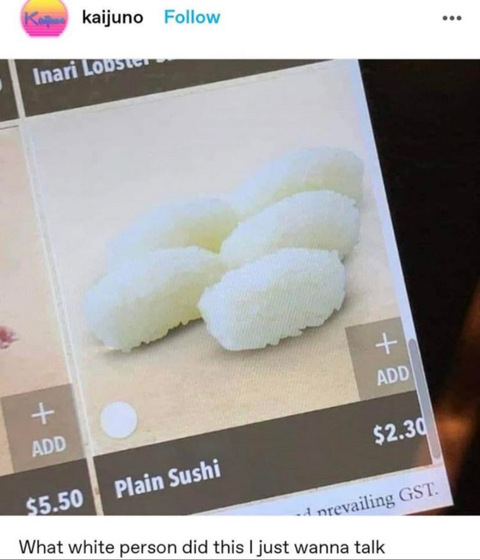 Kaijuno
kaijuno Follow
Inari Lobster
+
ADD
$5.50
+
ADD
$2.30
Plain Sushi
prevailing GST.
What white person did this I just wanna talk